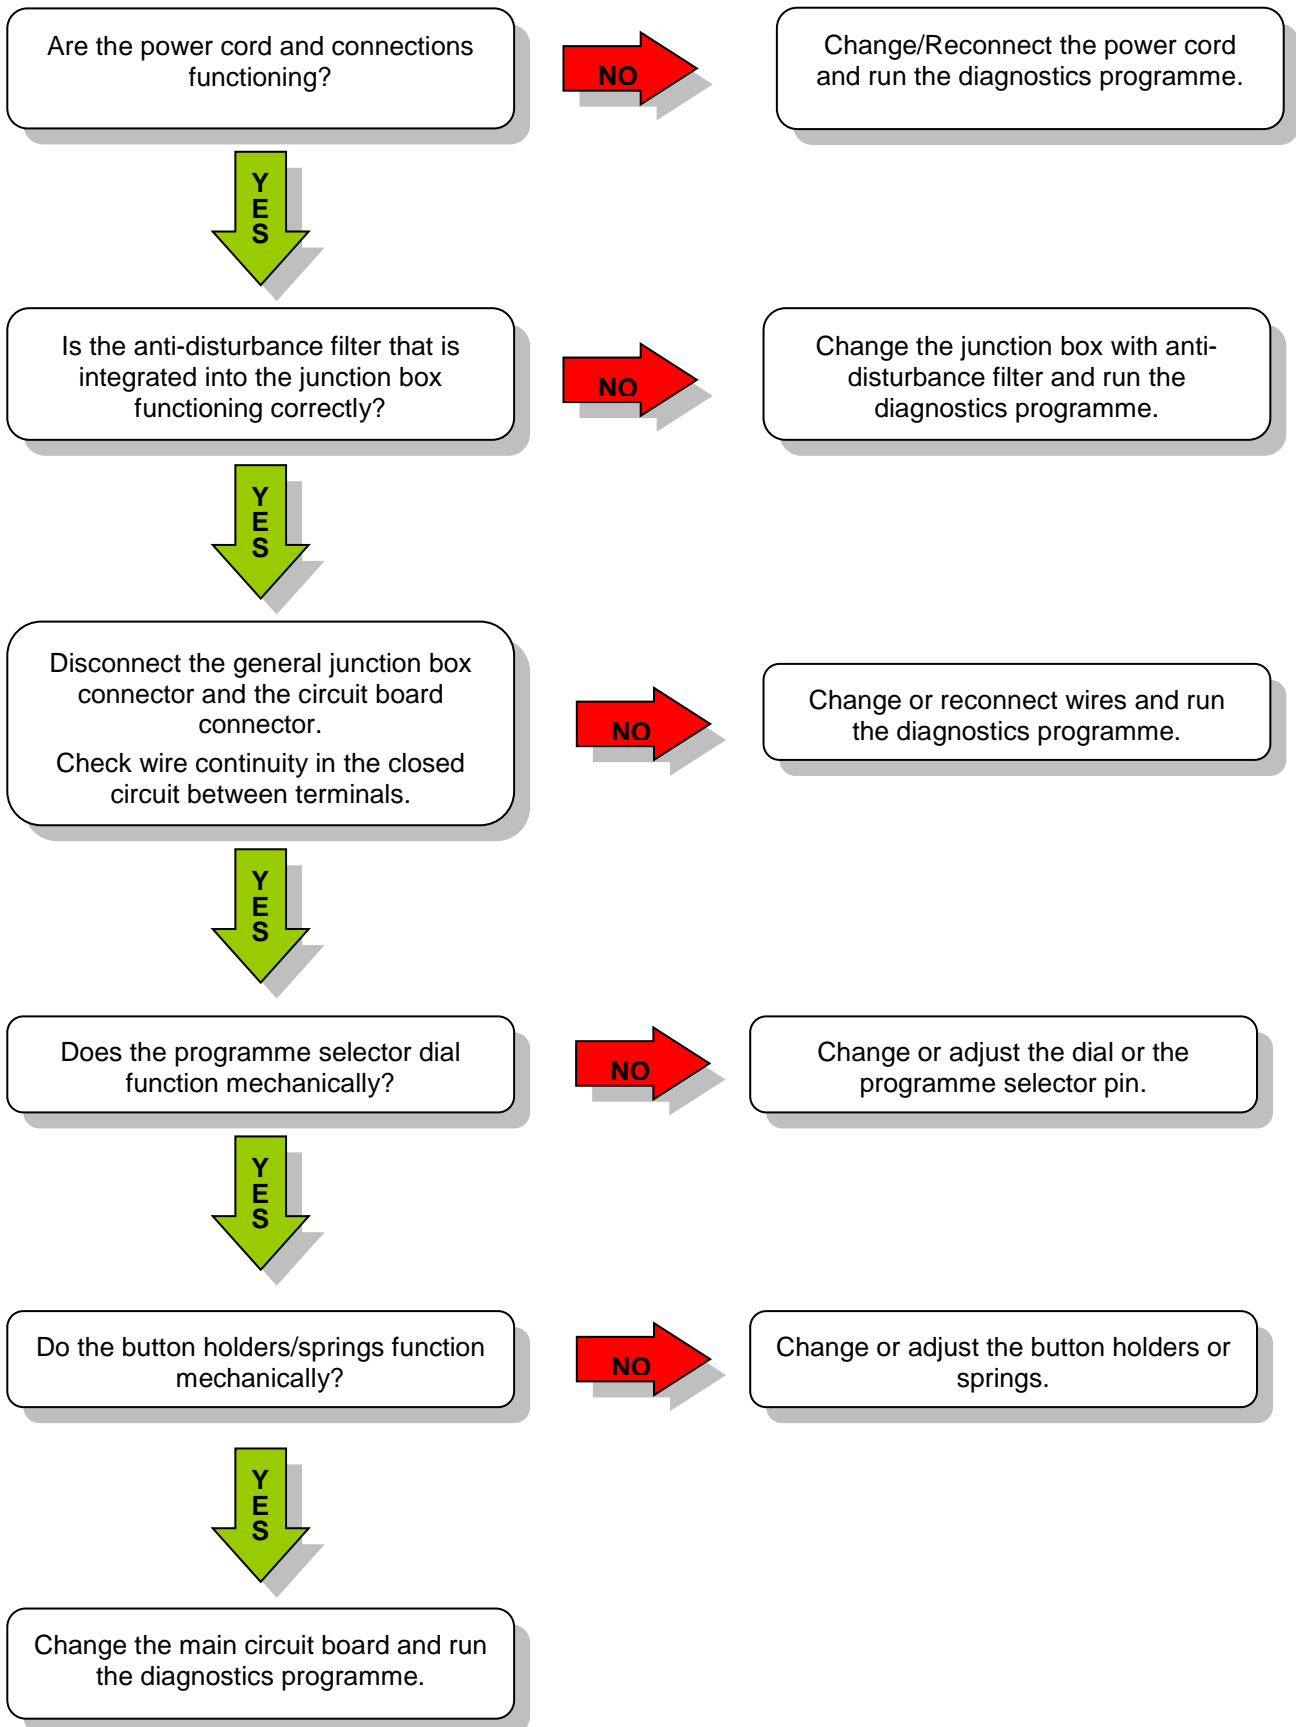 Are the power cord and connections
functioning?
NO
Change/Reconnect the power cord
and run the diagnostics programme.
Y
E
S
Is the anti-disturbance filter that is
integrated into the junction box
functioning correctly?
NO
Change the junction box with anti-
disturbance filter and run the
diagnostics programme.
Y
E
S
Disconnect the general junction box
connector and the circuit board
connector.
Check wire continuity in the closed
circuit between terminals.
NO
Change or reconnect wires and run
the diagnostics programme.
Y
E
S
Does the programme selector dial
function mechanically?
NO
Change or adjust the dial or the
programme selector pin.
Y
E
S
Do the button holders/springs function
mechanically?
NO
Change or adjust the button holders or
springs.
Y
E
S
Change the main circuit board and run
the diagnostics programme.